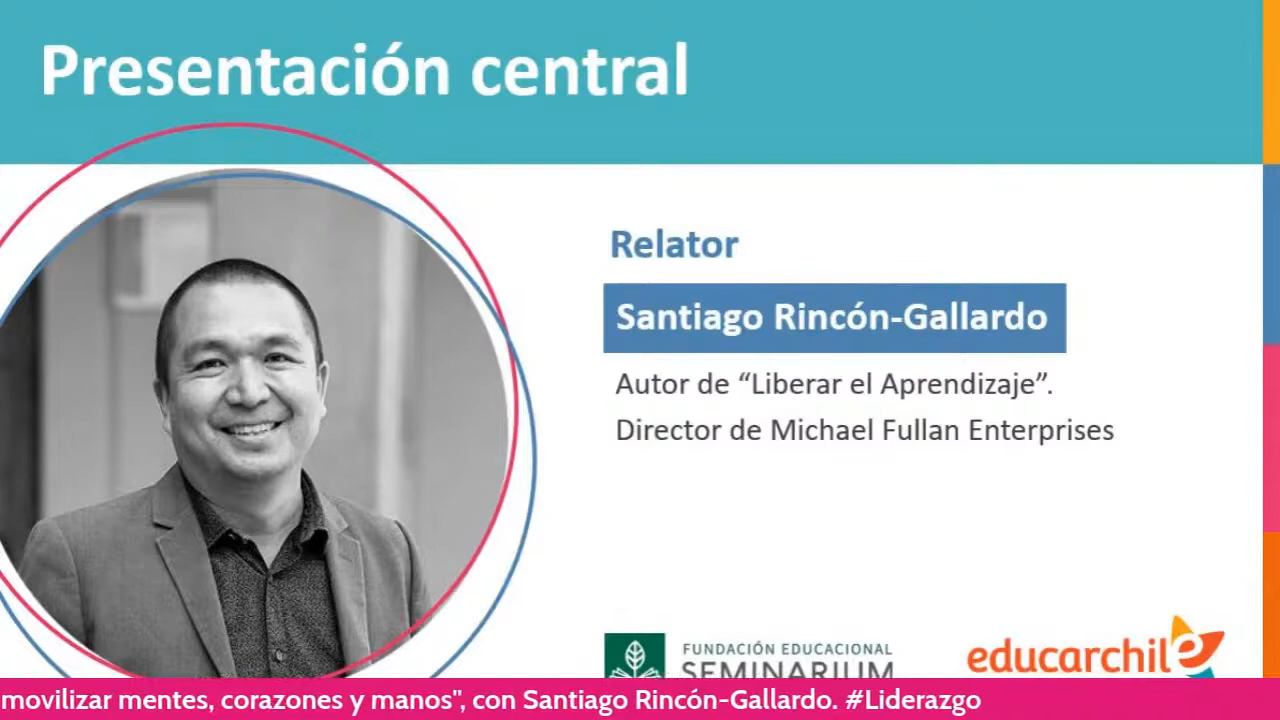 Presentación central
Relator
Santiago Rincón-Gallardo
Autor de “Liberar el Aprendizaje”.
Director de Michael Fullan Enterprises
FUNDACIÓN EDUCACIONAL
SEMINARIUM
educarchile
movilizar mentes, corazones y manos", con Santiago Rincón-Gallardo. #Liderazgo